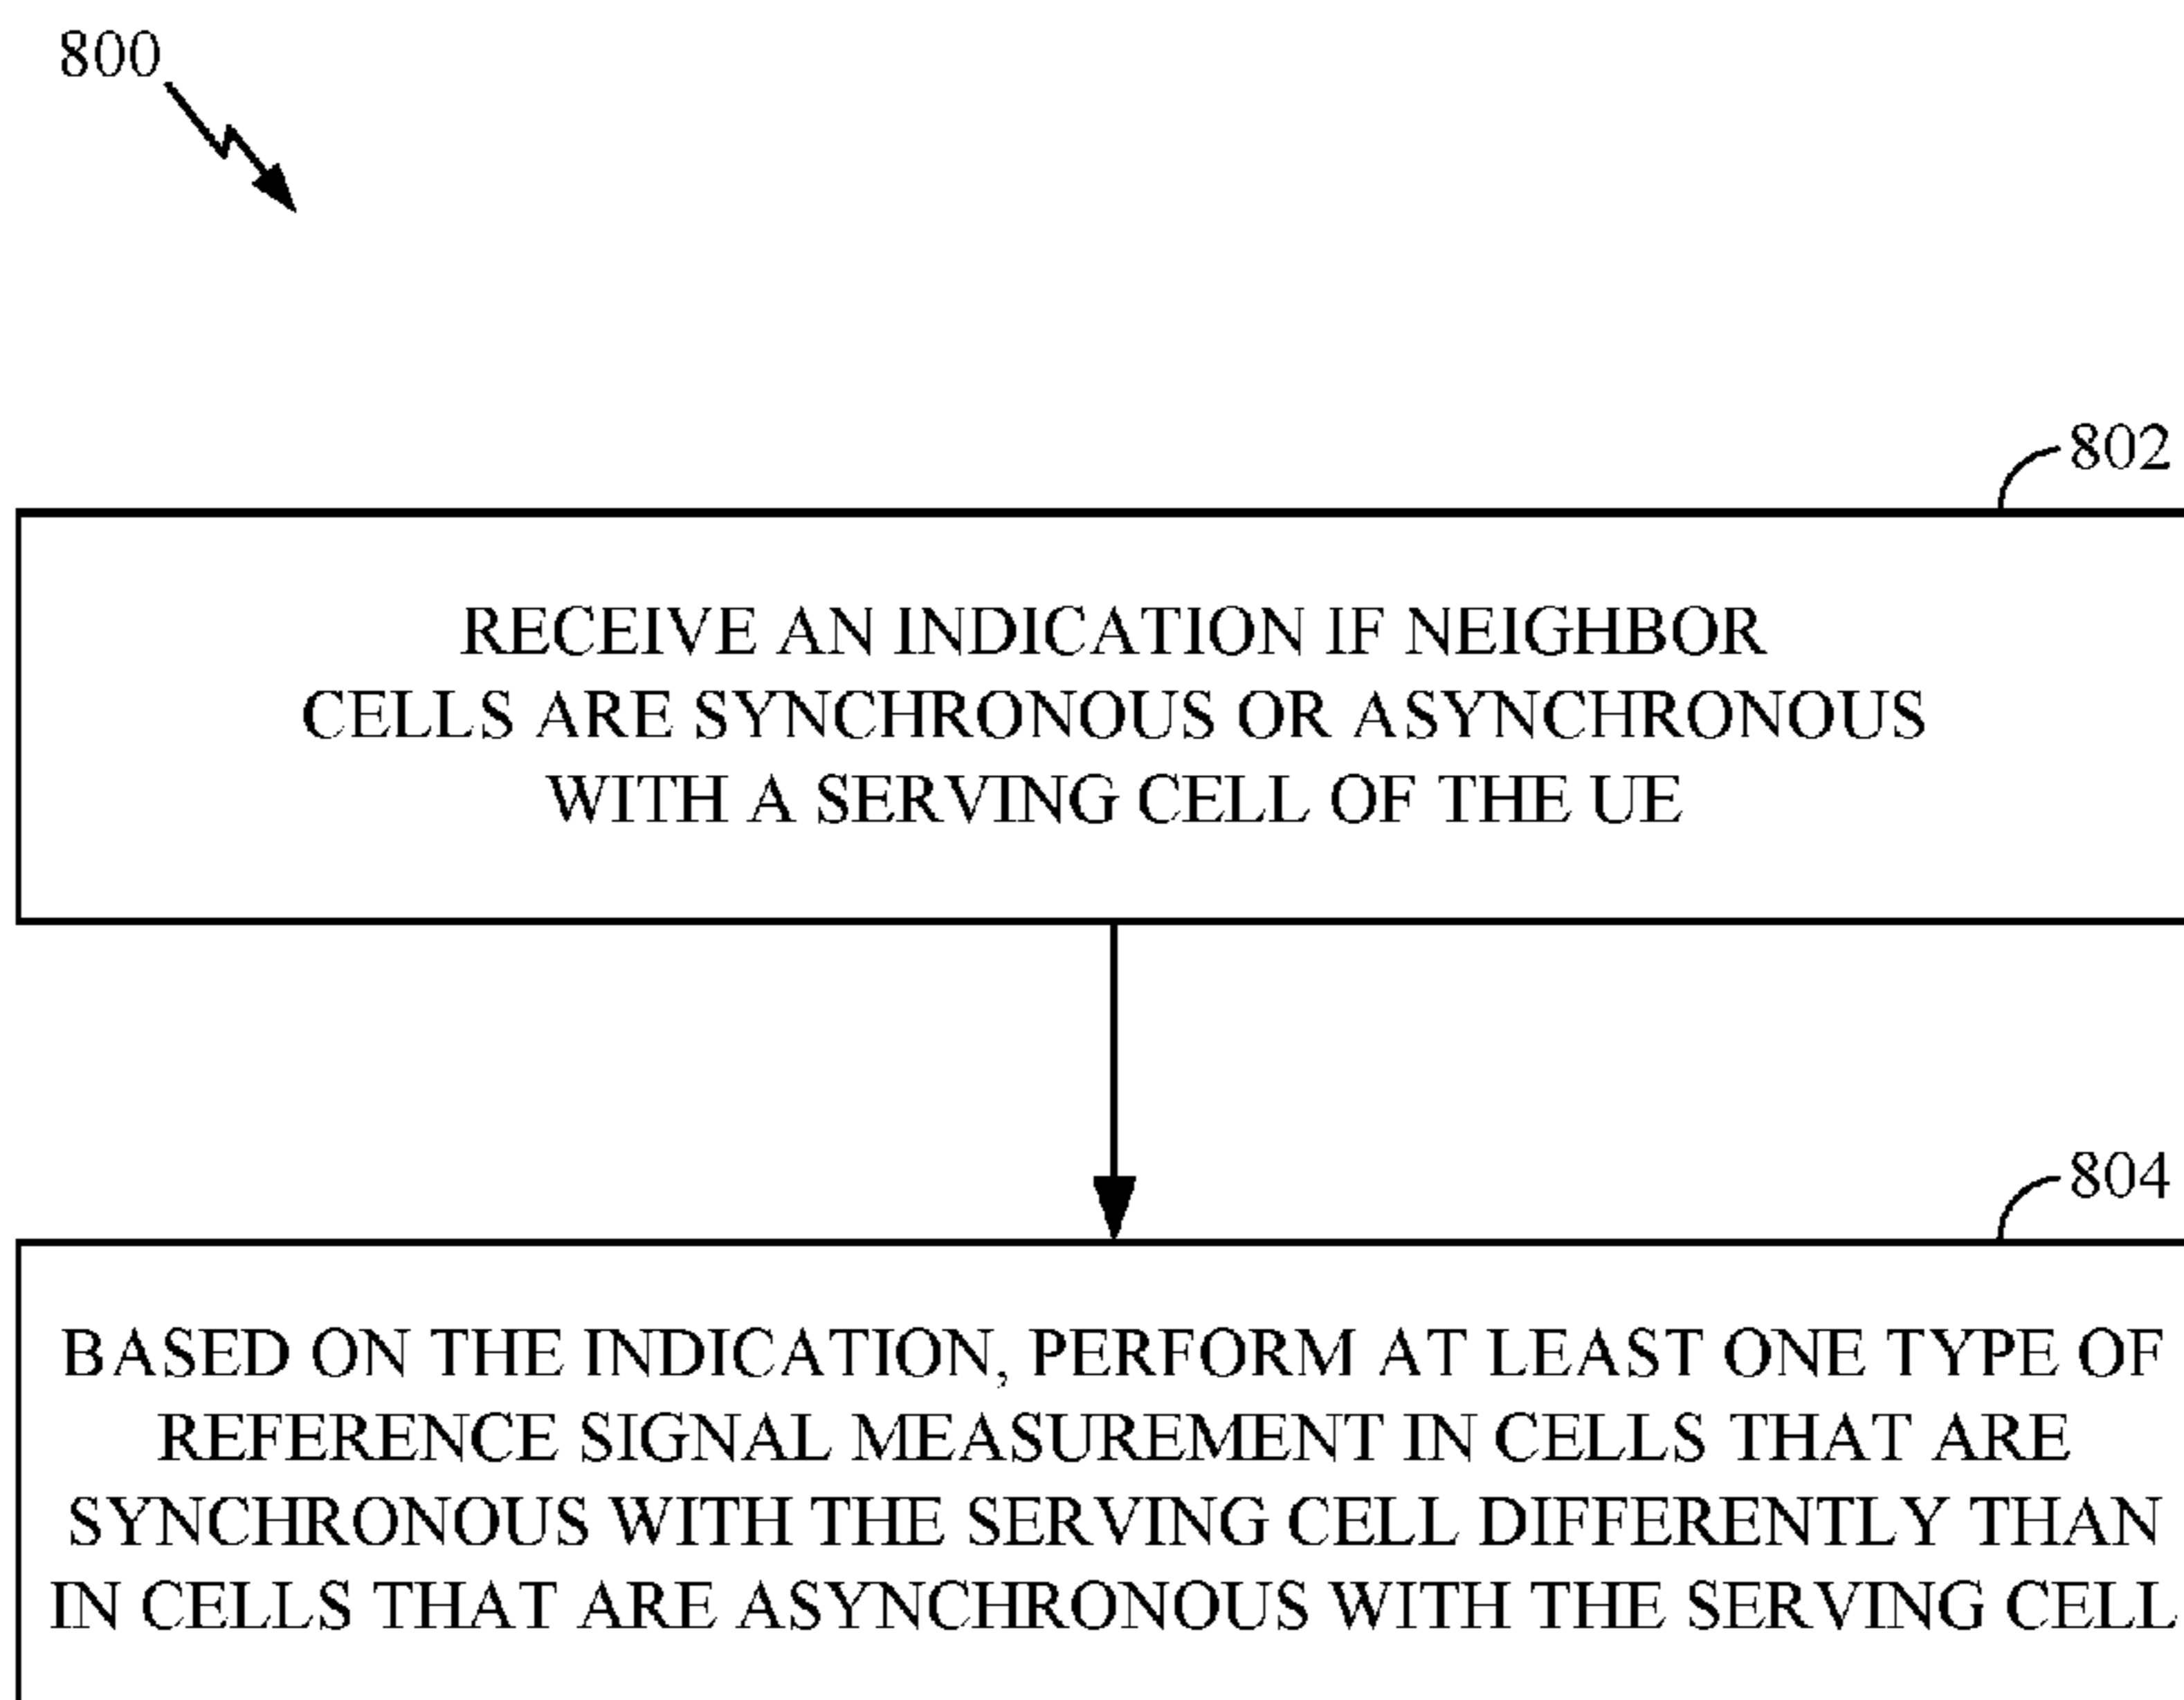 800
802
RECEIVE AN INDICATION IF NEIGHBOR
CELLS ARE SYNCHRONOUS OR ASYNCHRONOUS
WITH A SERVING CELL OF THE UE
804
BASED ON THE INDICATION, PERFORM AT LEAST ONE TYPE OF
REFERENCE SIGNAL MEASUREMENT IN CELLS THAT ARE
SYNCHRONOUS WITH THE SERVING CELL DIFFERENTLY THAN
IN CELLS THAT ARE ASYNCHRONOUS WITH THE SERVING CELL